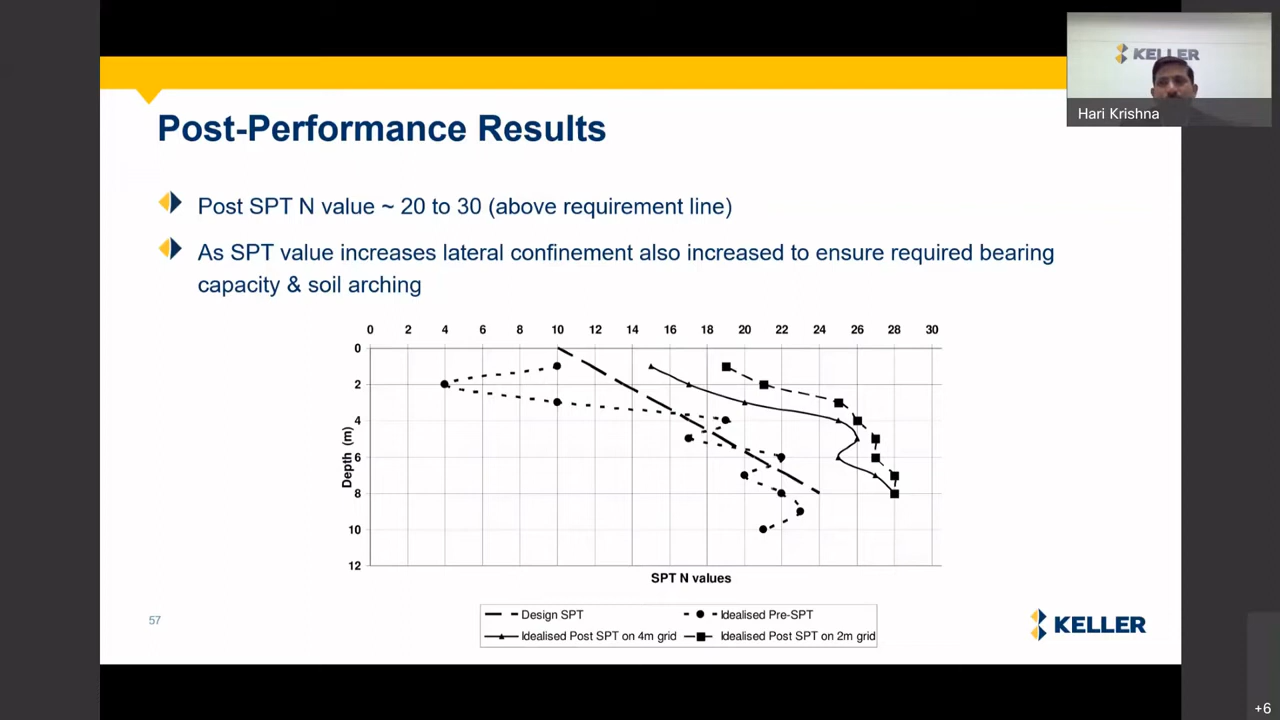 KELLER
Hari Krishna
Post-Performance Results
Post SPT N value ~ 20 to 30 (above requirement line)
As SPT value increases lateral confinement also increased to ensure required bearing
capacity & soil arching
0 2 4 6 8 10 12 14 16 18 20 22 24 26 28 30
0
2
4
6
8
10
12
Depth (m)
SPT N values
Design SPT
Idealised Pre-SPT
Idealised Post SPT on 4m grid
Idealised Post SPT on 2m grid
57
KELLER
+6